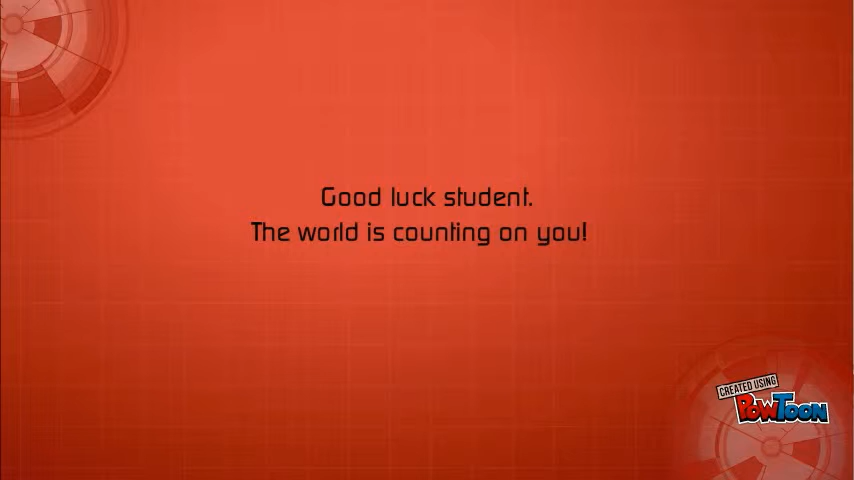 Good luck student.
The world is counting on you!
CREATED USING
POWTOON